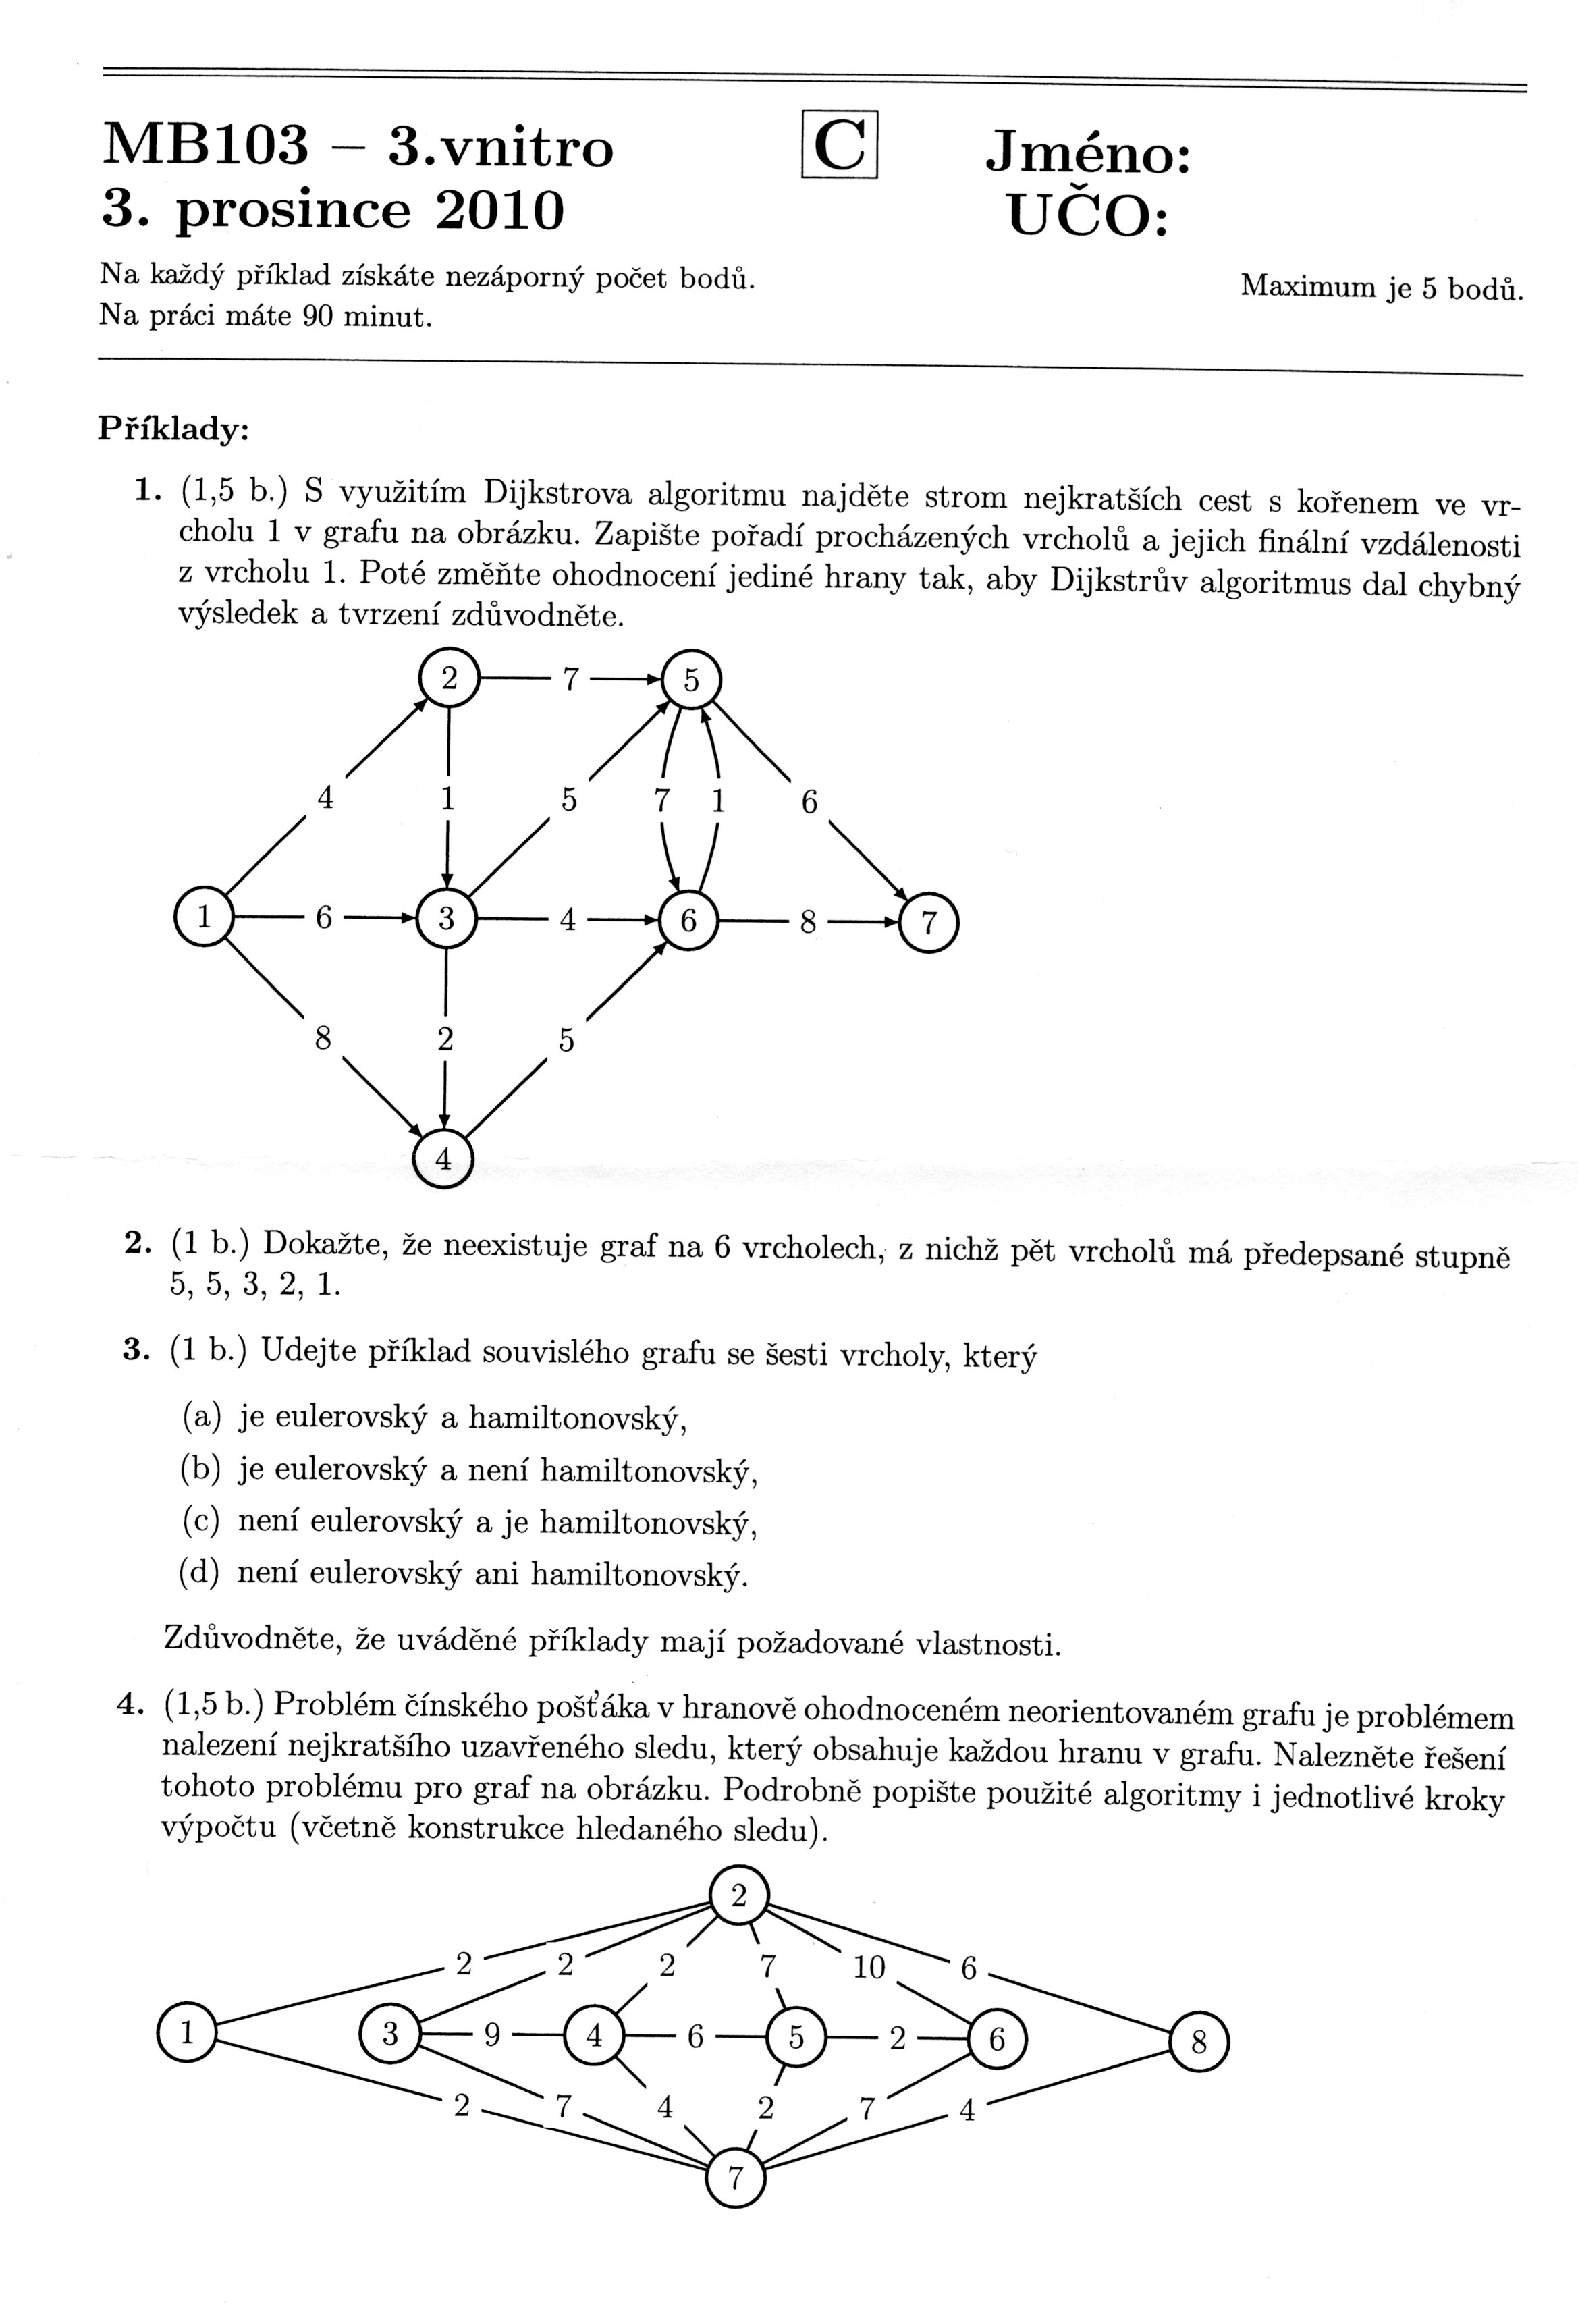 MB103 – 3.vnitro
C
Jméno:
3. prosince 2010
UČO:
Na každý příklad získáte nezáporný počet bodů.
Maximum je 5 bodů.
Na práci máte 90 minut.
Příklady:
1. (1,5 b.) S využitím Dijkstrova algoritmu najděte strom nejkratších cest s kořenem ve vr-
cholu 1 v grafu na obrázku. Zapište pořadí procházených vrcholů a jejich finální vzdálenosti
z vrcholu 1. Poté změňte ohodnocení jediné hrany tak, aby Dijkstrův algoritmus dal chybný
výsledek a tvrzení zdůvodněte.
2 7 5
4 1 5 7 1 6
1 6 3 4 6 8 7
8 2 5
4
2. (1 b.) Dokažte, že neexistuje graf na 6 vrcholech, z nichž pět vrcholů má předepsané stupně
5, 5, 3, 2, 1.
3. (1 b.) Udejte příklad souvislého grafu se šesti vrcholy, který
(a) je eulerovský a hamiltonovský,
(b) je eulerovský a není hamiltonovský,
(c) není eulerovský a je hamiltonovský,
(d) není eulerovský ani hamiltonovský.
Zdůvodněte, že uváděné příklady mají požadované vlastnosti.
4. (1,5 b.) Problém čínského pošťáka v hranově ohodnoceném neorientovaném grafu je problémem
nalezení nejkratšího uzavřeného sledu, který obsahuje každou hranu v grafu. Nalezněte řešení
tohoto problému pro graf na obrázku. Podrobně popište použité algoritmy i jednotlivé kroky
výpočtu (včetně konstrukce hledaného sledu).
2
2 2 2 7 10 6
1 3 9 4 6 5 2 6 8
2 7 4 2 7 4
7